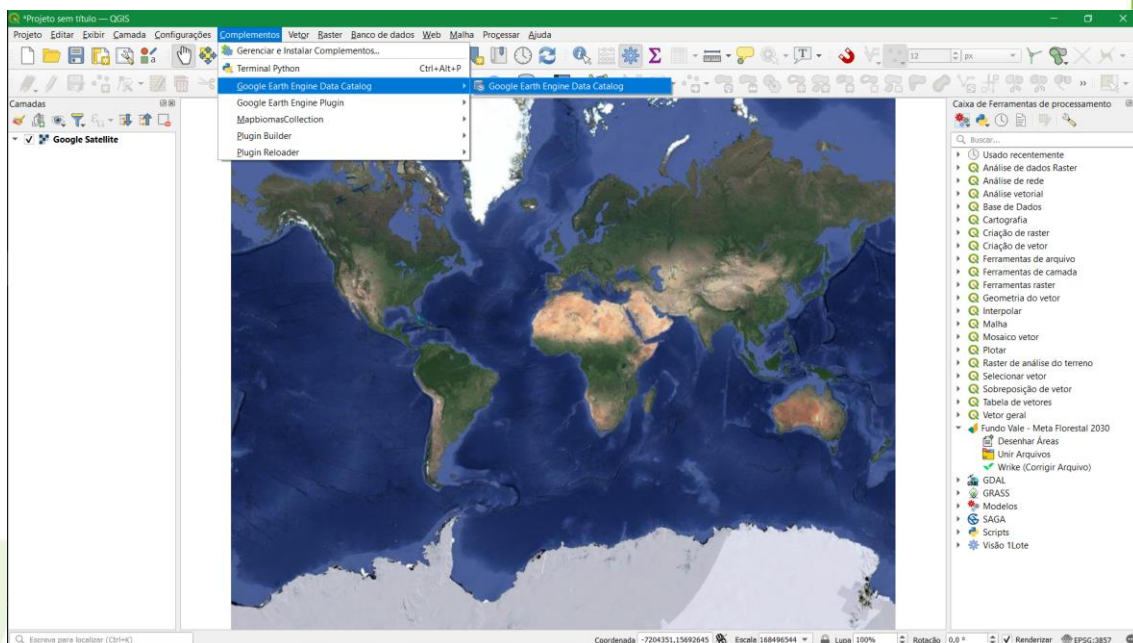 *Projeto sem título — QGIS
Projeto Editar Exibir Camada Configurações Complementos Vetor Raster Banco de dados Web Malha Processar Ajuda
Gerenciar e Instalar Complementos...
Terminal Python Ctrl+Alt+P
Google Earth Engine Data Catalog
Google Earth Engine Data Catalog
Google Earth Engine Plugin
MapbiomasCollection
Plugin Builder
Plugin Reloader
12 px
Camadas
Google Satellite
Caixa de Ferramentas de processamento
Buscar...
Usado recentemente
Análise de dados Raster
Análise de rede
Análise vetorial
Base de Dados
Cartografia
Criação de raster
Criação de vetor
Ferramentas de arquivo
Ferramentas de camada
Ferramentas raster
Geometria do vetor
Interpolar
Malha
Mosaico vetor
Plotar
Raster de análise do terreno
Selecionar vetor
Sobreposição de vetor
Tabela de vetores
Vetor geral
Fundo Vale - Meta Florestal 2030
Desenhar Áreas
Unir Arquivos
Wrike (Corrigir Arquivo)
GDAL
GRASS
Modelos
SAGA
Scripts
Visão 1Lote
Escreva para localizar (Ctrl+K)
Coordenada -7204351,15692645 Escala 168496544 Lupa 100% Rotação 0,0 ° Renderizar EPSG:3857